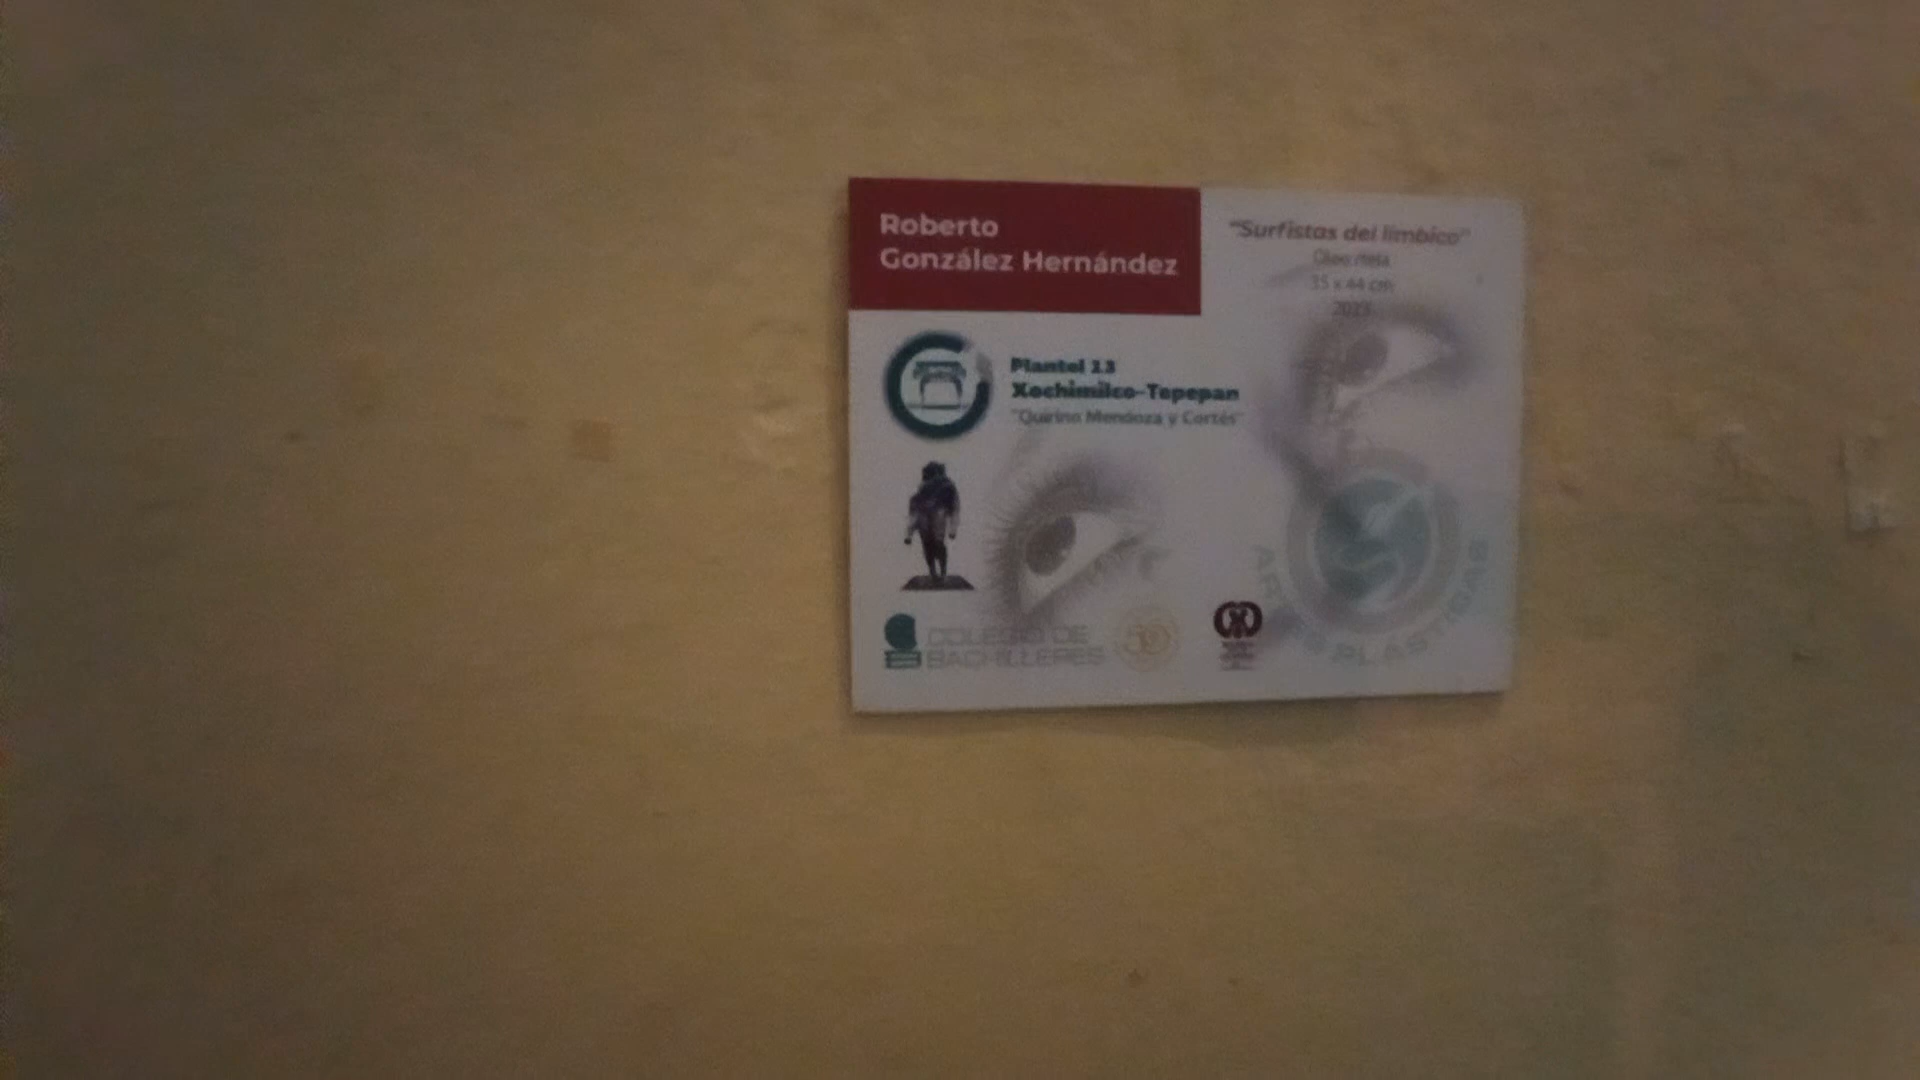 Roberto
González Hernández
"Surfistas del límbico"
Óleo/tela
35 x 44 cm
2023
Plantel 13
Xochimilco-Tepepan
"Quirino Mendoza y Cortés"
COLEGIO DE
BACHILLERES
50
ARTES PLÁSTICAS